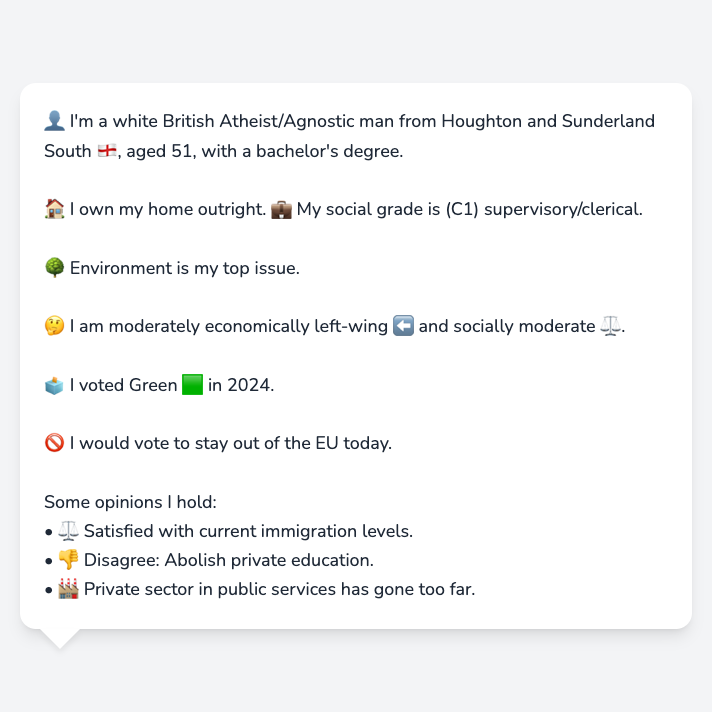 👤 I'm a white British Atheist/Agnostic man from Houghton and Sunderland
South 🏴󠁧󠁢󠁥󠁮󠁧󠁿, aged 51, with a bachelor's degree.
🏠 I own my home outright. 💼 My social grade is (C1) supervisory/clerical.
🌳 Environment is my top issue.
🤔 I am moderately economically left-wing ⬅️ and socially moderate ⚖️.
🗳️ I voted Green 🟩 in 2024.
🚫 I would vote to stay out of the EU today.
Some opinions I hold:
• ⚖️ Satisfied with current immigration levels.
• 👎 Disagree: Abolish private education.
• 🏭 Private sector in public services has gone too far.